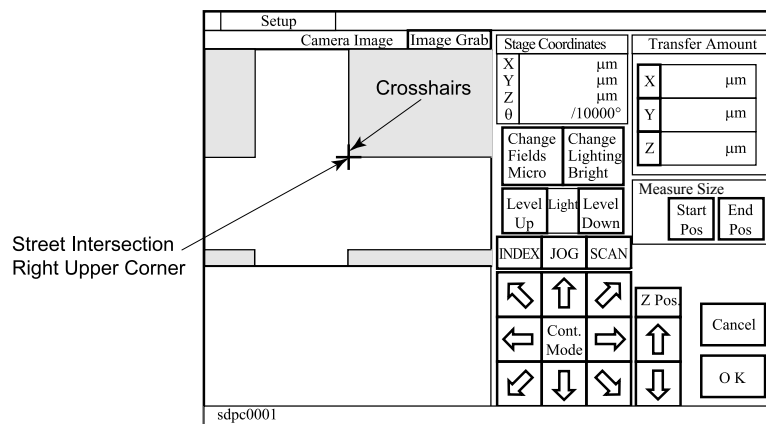 Setup
Camera Image
Image Grab
Crosshairs
Street Intersection
Right Upper Corner
Stage Coordinates
X μm
Y μm
Z μm
θ /10000°
Transfer Amount
X μm
Y μm
Z μm
Change
Fields
Micro
Change
Lighting
Bright
Level
Up
Light
Level
Down
Measure Size
Start
Pos
End
Pos
INDEX
JOG
SCAN
Cont.
Mode
Z Pos.
Cancel
O K
sdpc0001